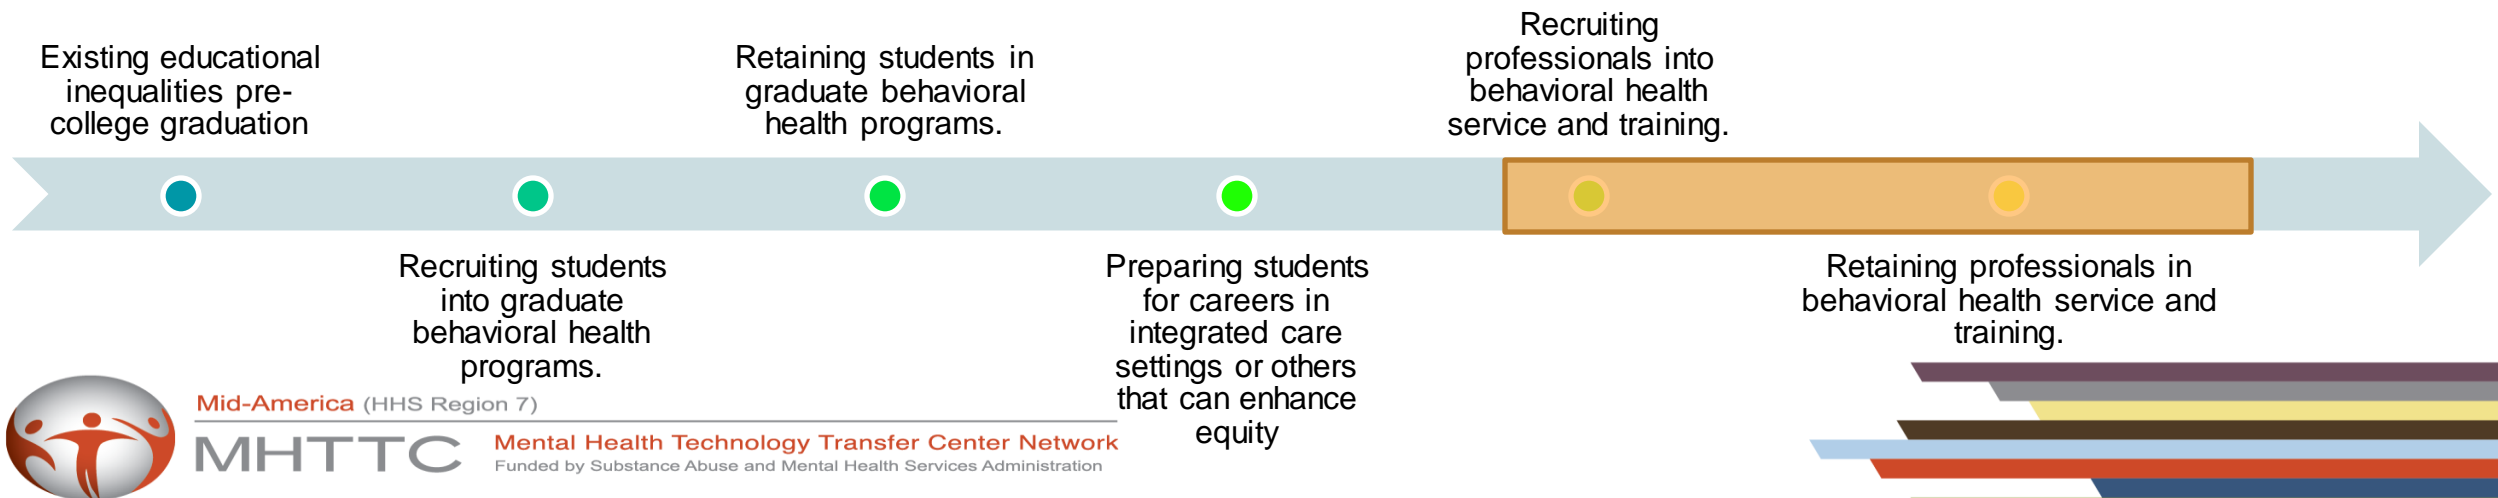 Existing educational
inequalities pre-
college graduation
Recruiting students
into graduate
behavioral health
programs.
Retaining students in
graduate behavioral
health programs.
Preparing students
for careers in
integrated care
settings or others
that can enhance
equity
Recruiting
professionals into
behavioral health
service and training.
Retaining professionals in
behavioral health service and
training.
Mid-America (HHS Region 7)
MHTTC
Mental Health Technology Transfer Center Network
Funded by Substance Abuse and Mental Health Services Administration